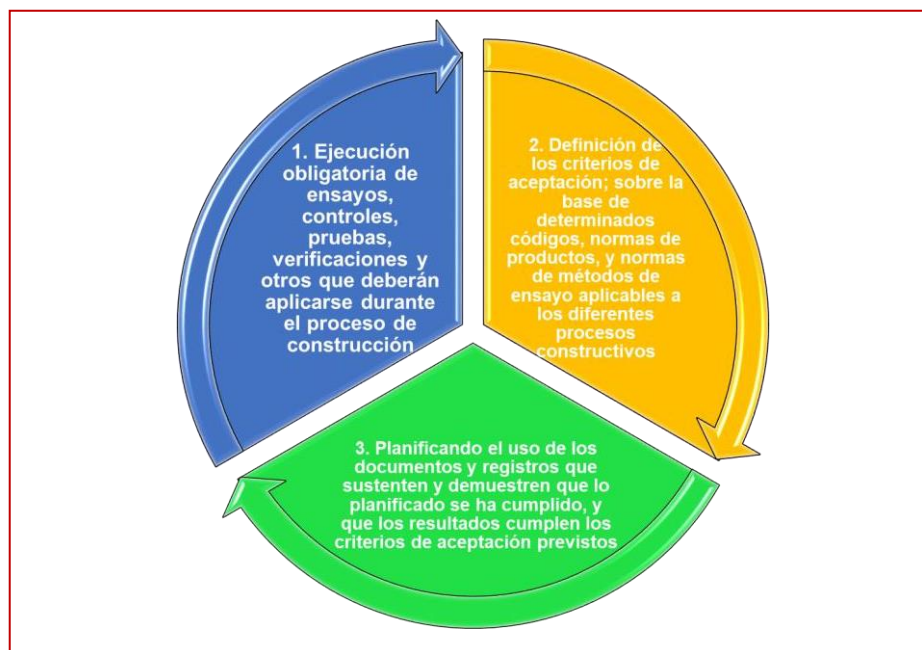 1. Ejecución
obligatoria de
ensayos,
controles,
pruebas,
verificaciones y
otros que deberán
aplicarse durante
el proceso de
construcción
2. Definición de
los criterios de
aceptación; sobre la
base de
determinados
códigos, normas de
productos, y normas
de métodos de
ensayo aplicables a
los diferentes
procesos
constructivos
3. Planificando el uso de los
documentos y registros que
sustenten y demuestren que lo
planificado se ha cumplido, y
que los resultados cumplen los
criterios de aceptación previstos